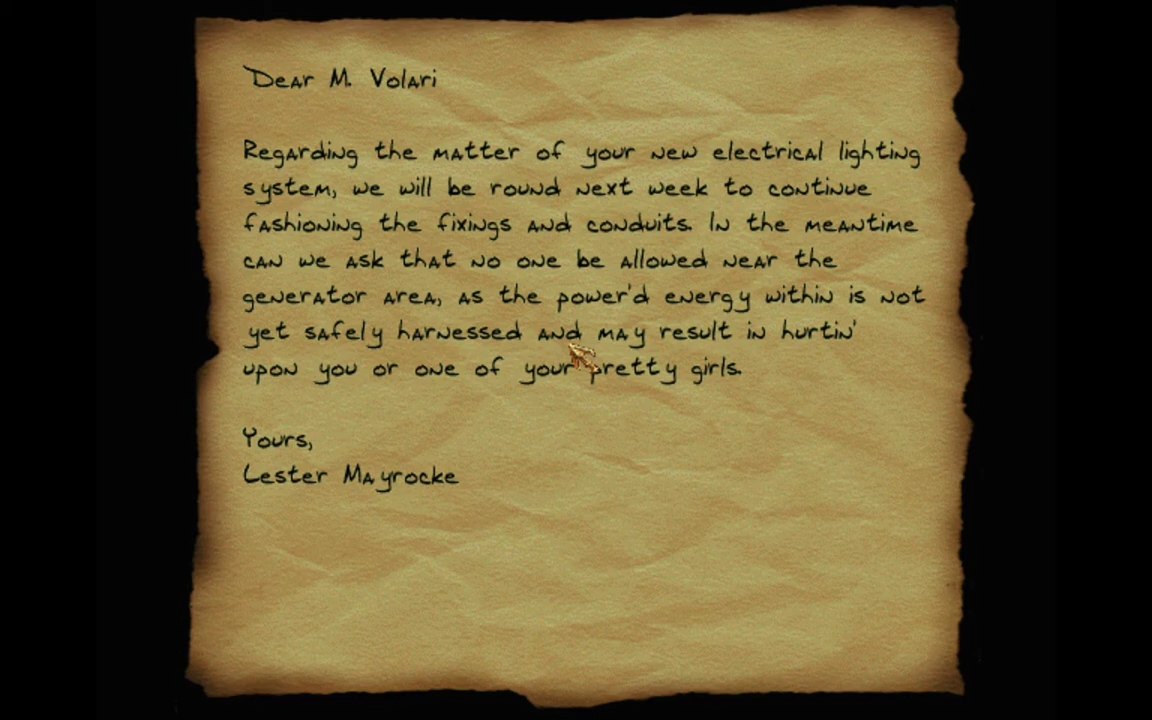 Dear M. Volari
Regarding the matter of your new electrical lighting
system, we will be round next week to continue
fashioning the fixings and conduits. In the meantime
can we ask that no one be allowed near the
generator area, as the power'd energy within is not
yet safely harnessed and may result in hurtin'
upon you or one of your pretty girls.
Yours,
Lester Mayrocke